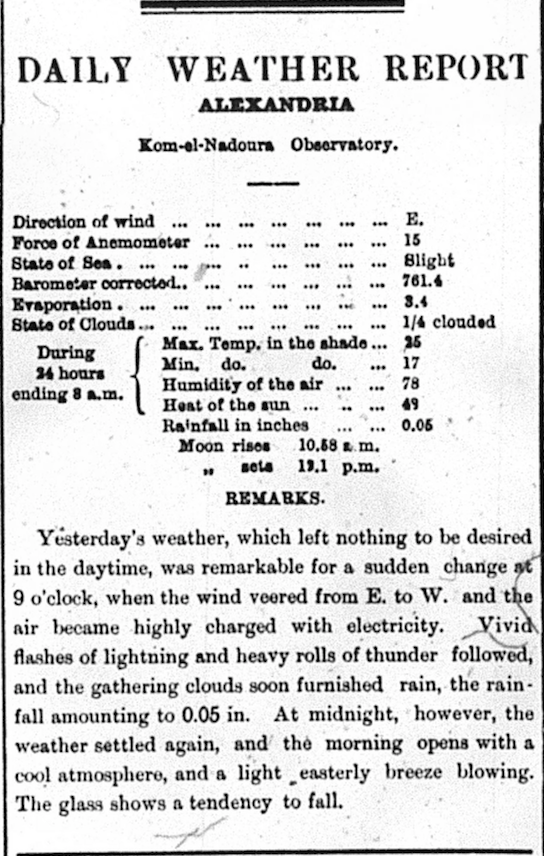 DAILY WEATHER REPORT
ALEXANDRIA
Kom-el-Nadoura Observatory.
Direction of wind ... ... ... ... ... ... ... E.
Force of Anemometer ... ... ... ... ... ... 15
State of Sea . ... ... ... .. ... ... ... ... Slight
Barometer corrected.. ... ... ... ... ... ... 761.4
Evaporation . ... ... ... ... ... ... ... ... 3.4
State of Clouds ... ... ... ... ... ... ... ... 1/4 clouded
During 24 hours ending 8 a.m.
Max. Temp. in the shade ... 25
Min. do. do. ... 17
Humidity of the air ... ... 78
Heat of the sun ... .. ... 49
Rainfall in inches ... ... 0.05
Moon rises 10.58 a.m.
„ sets p.m.
REMARKS.
Yesterday's weather, which left nothing to be desired
in the daytime, was remarkable for a sudden change at
9 o'clock, when the wind veered from E. to W. and the
air became highly charged with electricity. Vivid
flashes of lightning and heavy rolls of thunder followed,
and the gathering clouds soon furnished rain, the rain-
fall amounting to 0.05 in. At midnight, however, the
weather settled again, and the morning opens with a
cool atmosphere, and a light easterly breeze blowing.
The glass shows a tendency to fall.